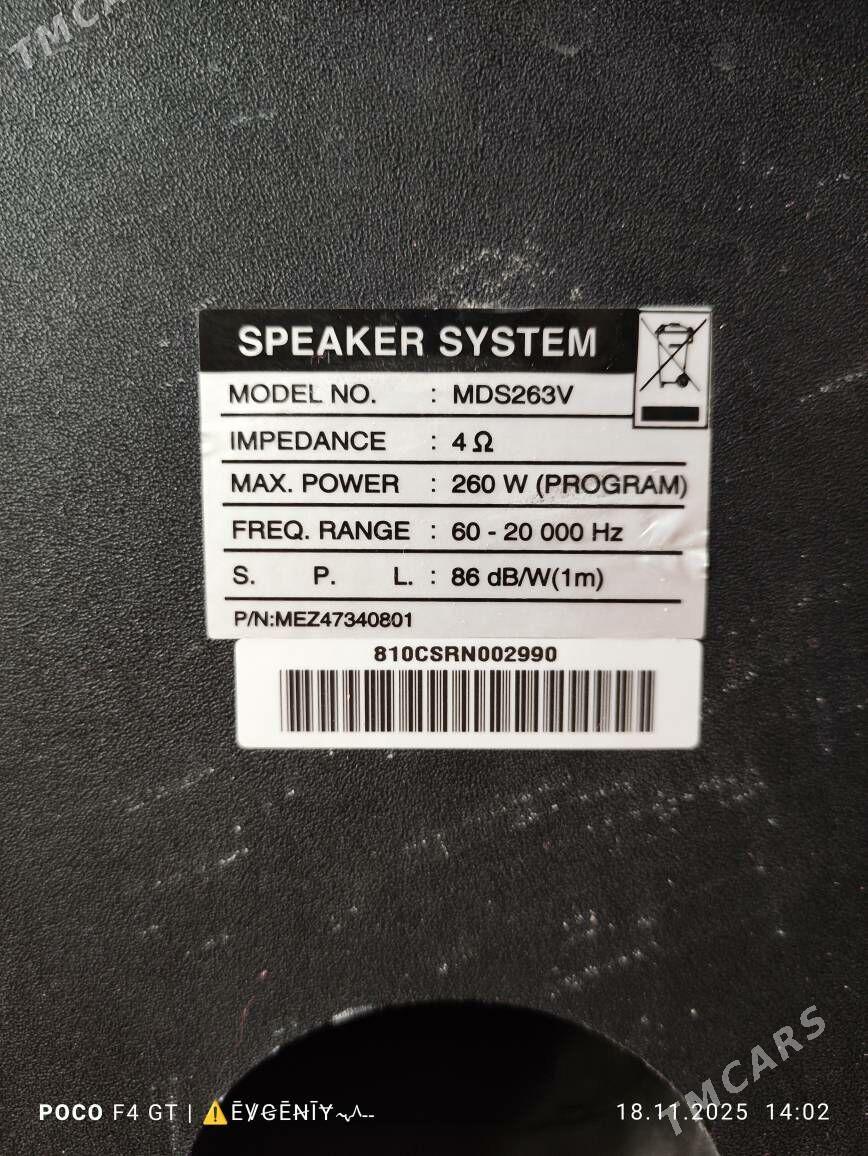 TMCARS
SPEAKER SYSTEM
MODEL NO. : MDS263V
IMPEDANCE : 4 Ω
MAX. POWER : 260 W (PROGRAM)
FREQ. RANGE : 60 - 20 000 Hz
S. P. L. : 86 dB/W(1m)
P/N:MEZ47340801
810CSRN002990
TMCARS
POCO F4 GT | ⚠️ 18.11.2025 14:02